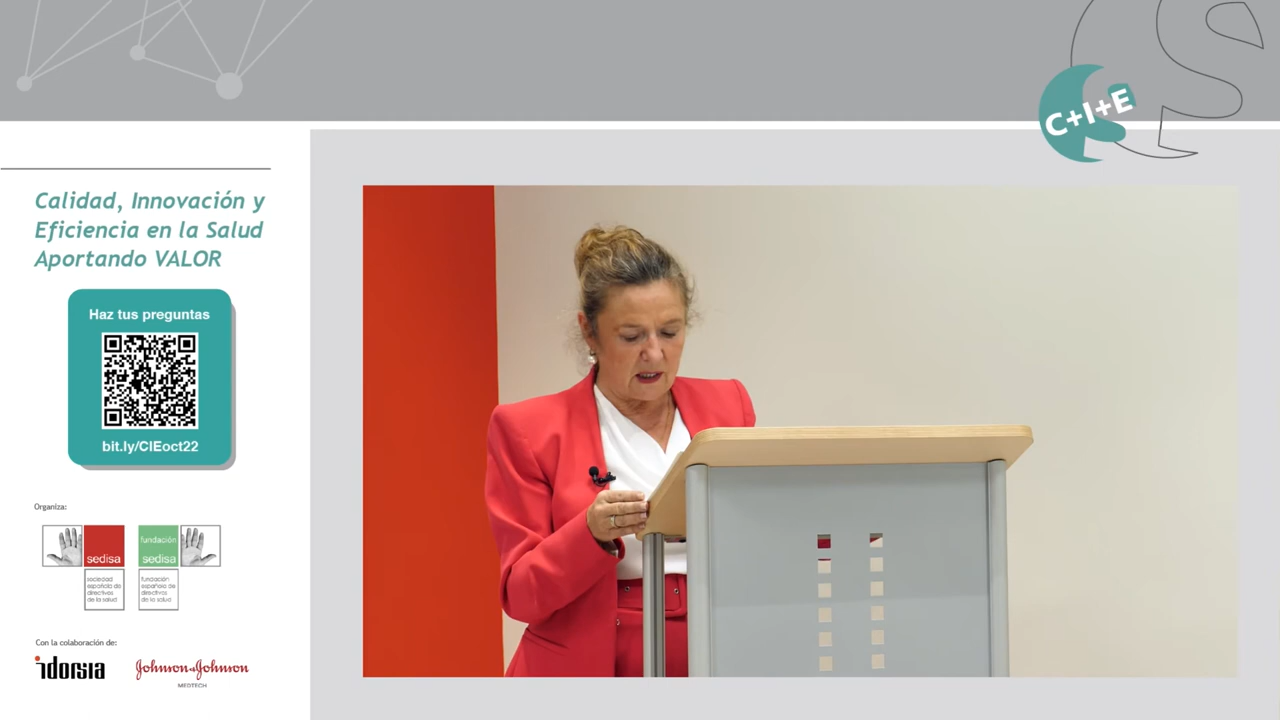 C+I+E
Calidad, Innovación y
Eficiencia en la Salud
Aportando VALOR
Haz tus preguntas
bit.ly/CIEoct22
Organiza:
sedisa
sociedad
española de
directivos
de la salud
fundación
sedisa
fundación
española de
directivos
de la salud
Con la colaboración de:
idorsia
Johnson&Johnson
MEDTECH